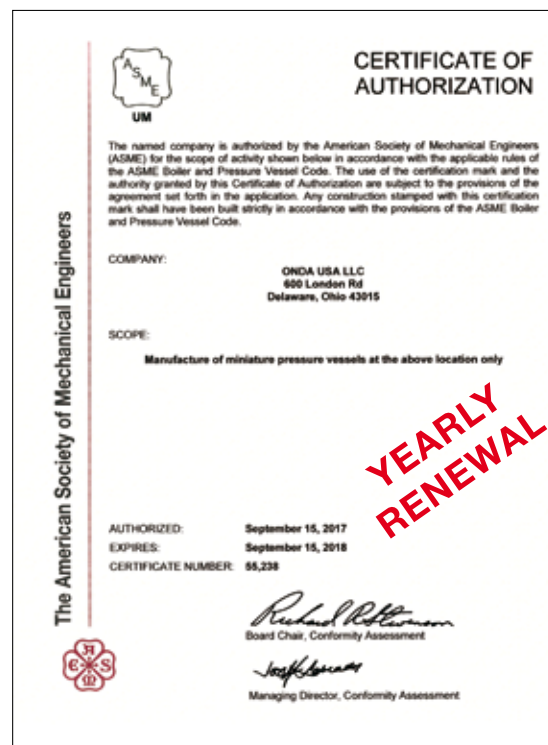 ASME
UM
CERTIFICATE OF
AUTHORIZATION
The named company is authorized by the American Society of Mechanical Engineers
(ASME) for the scope of activity shown below in accordance with the applicable rules of
the ASME Boiler and Pressure Vessel Code. The use of the certification mark and the
authority granted by this Certificate of Authorization are subject to the provisions of the
agreement set forth in the application. Any construction stamped with this certification
mark shall have been built strictly in accordance with the provisions of the ASME Boiler
and Pressure Vessel Code.
COMPANY:
ONDA USA LLC
600 London Rd
Delaware, Ohio 43015
SCOPE:
Manufacture of miniature pressure vessels at the above location only
YEARLY
RENEWAL
AUTHORIZED: September 15, 2017
EXPIRES: September 15, 2018
CERTIFICATE NUMBER: 55,238
Board Chair, Conformity Assessment
Managing Director, Conformity Assessment
The American Society of Mechanical Engineers